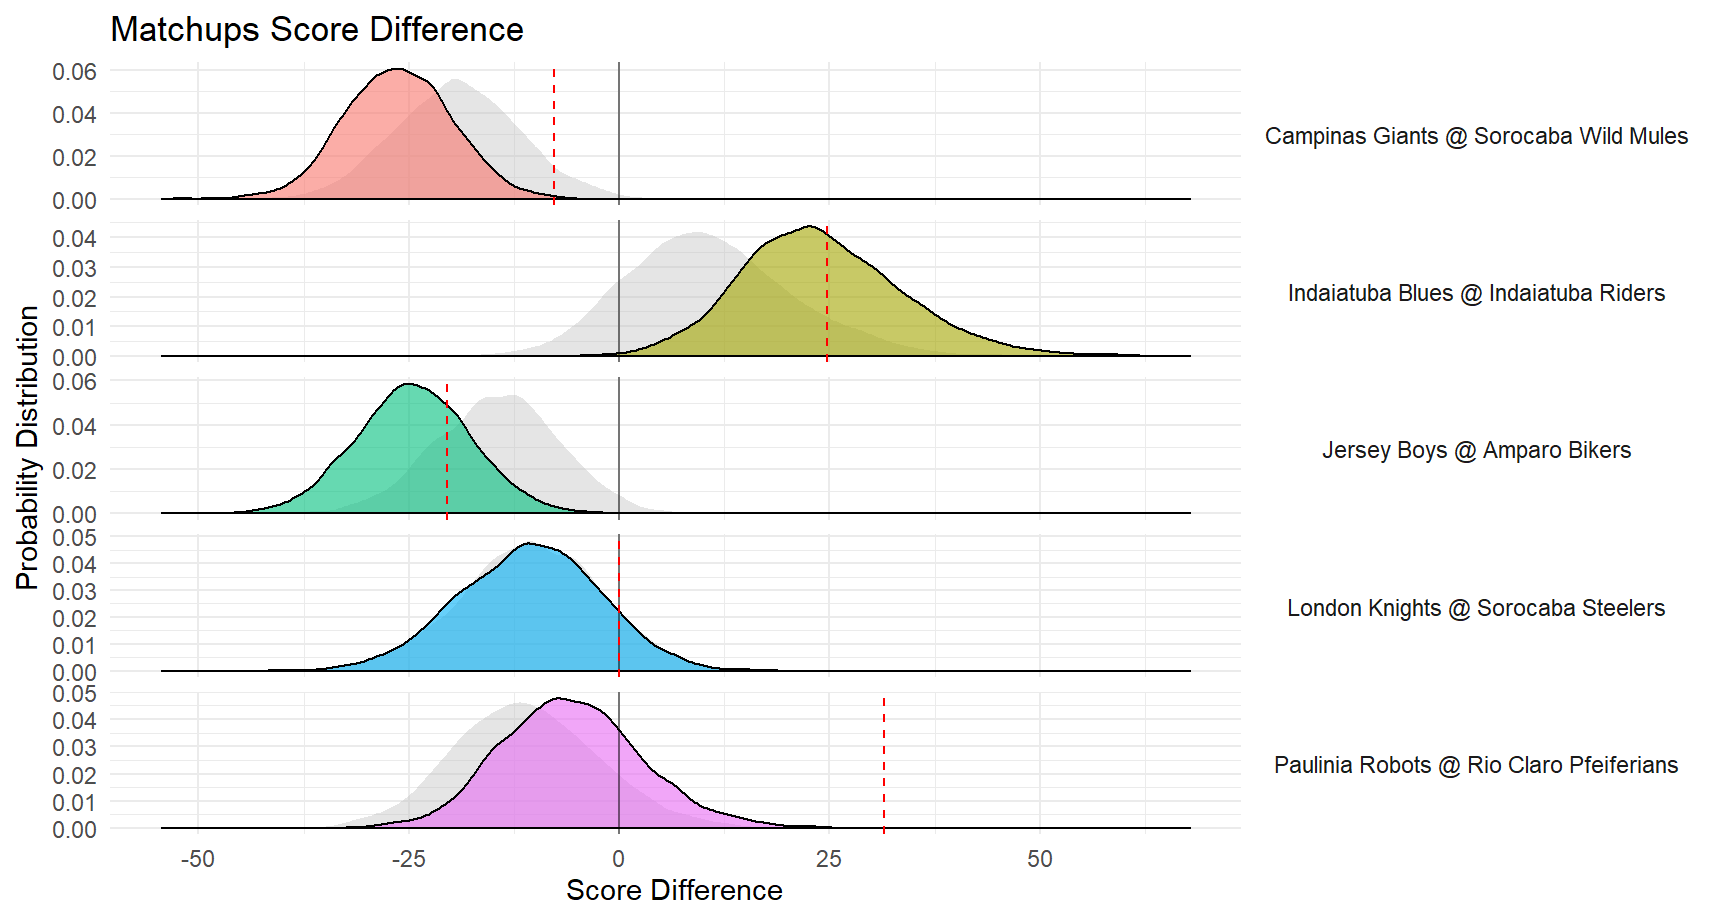 Matchups Score Difference
Probability Distribution
0.06
0.04
0.02
0.00
Campinas Giants @ Sorocaba Wild Mules
0.04
0.03
0.02
0.01
0.00
Indaiatuba Blues @ Indaiatuba Riders
0.06
0.04
0.02
0.00
Jersey Boys @ Amparo Bikers
0.05
0.04
0.03
0.02
0.01
0.00
London Knights @ Sorocaba Steelers
0.05
0.04
0.03
0.02
0.01
0.00
Paulinia Robots @ Rio Claro Pfeiferians
-50 -25 0 25 50
Score Difference